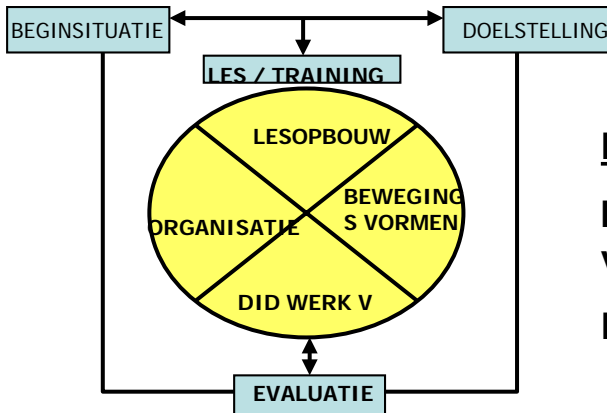 BEGINSITUATIE
DOELSTELLING
LES / TRAINING
LESOPBOUW
BEWEGING
S VORMEN
ORGANISATIE
DID WERK V
EVALUATIE